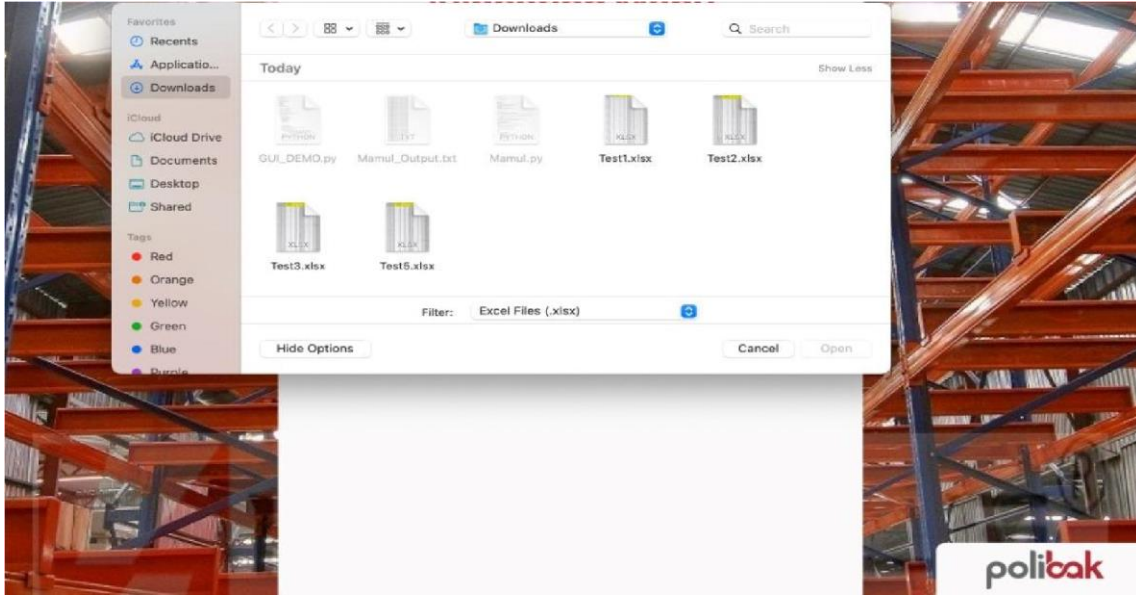 Favorites
Recents
Applicatio...
Downloads
iCloud
iCloud Drive
Documents
Desktop
Shared
Tags
Red
Orange
Yellow
Green
Blue
Purple
Downloads
Search
Today
Show Less
PYTHON
TXT
PYTHON
XLSX
XLSX
GUI_DEMO.py
Mamul_Output.txt
Mamul.py
Test1.xlsx
Test2.xlsx
XLSX
XLSX
Test3.xlsx
Test5.xlsx
Filter:
Excel Files (.xlsx)
Hide Options
Cancel
Open
polibak